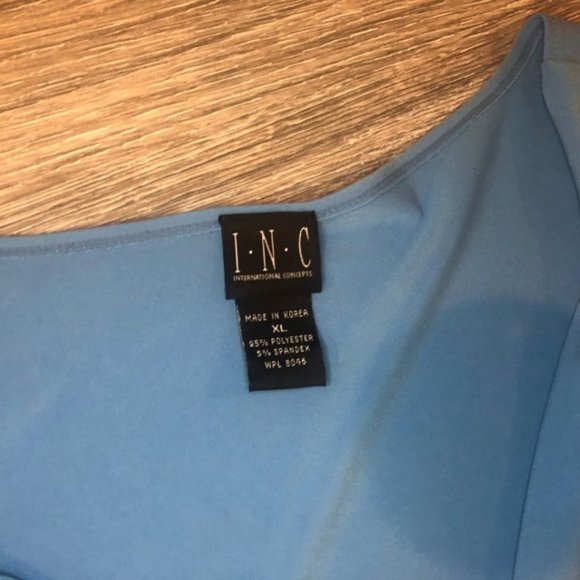 I·N·C
INTERNATIONAL CONCEPTS
MADE IN KOREA
XL
95% POLYESTER
5% SPANDEX
WPL 8046